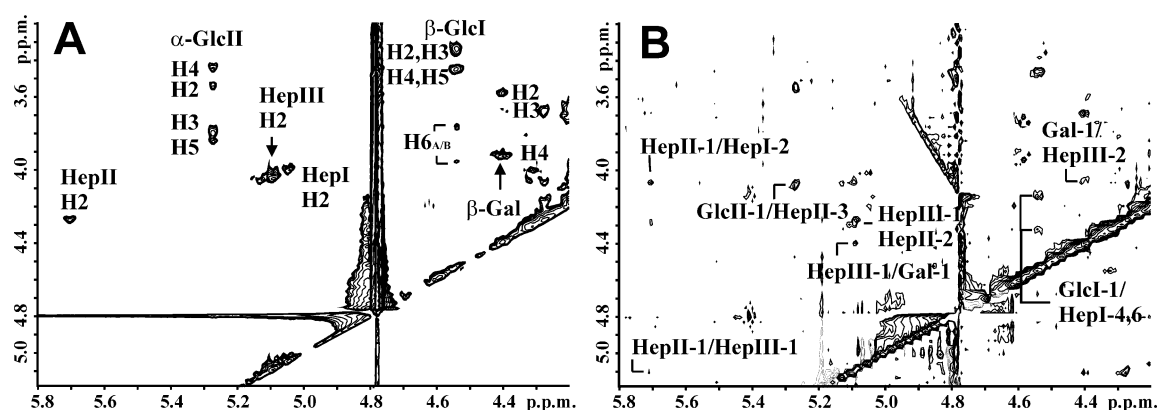 A
p.p.m.
α-GlcII
β-GlcI
H4
H2
H2,H3
H4,H5
H2
H3
3.6
HepIII
H2
H3
H5
H6A/B
H4
4.0
HepII
H2
HepI
H2
β-Gal
4.4
4.8
5.0
5.8
5.6
5.2
5.0
4.8
4.6
4.4
p.p.m.
B
p.p.m.
3.6
HepII-1/HepI-2
Gal-1/
HepIII-2
4.0
GlcII-1/HepII-3
HepIII-1
HepII-2
HepIII-1/Gal-1
4.4
GlcI-1/
HepI-4,6
4.8
HepII-1/HepIII-1
5.0
5.8
5.6
5.2
5.0
4.8
4.6
4.4
p.p.m.